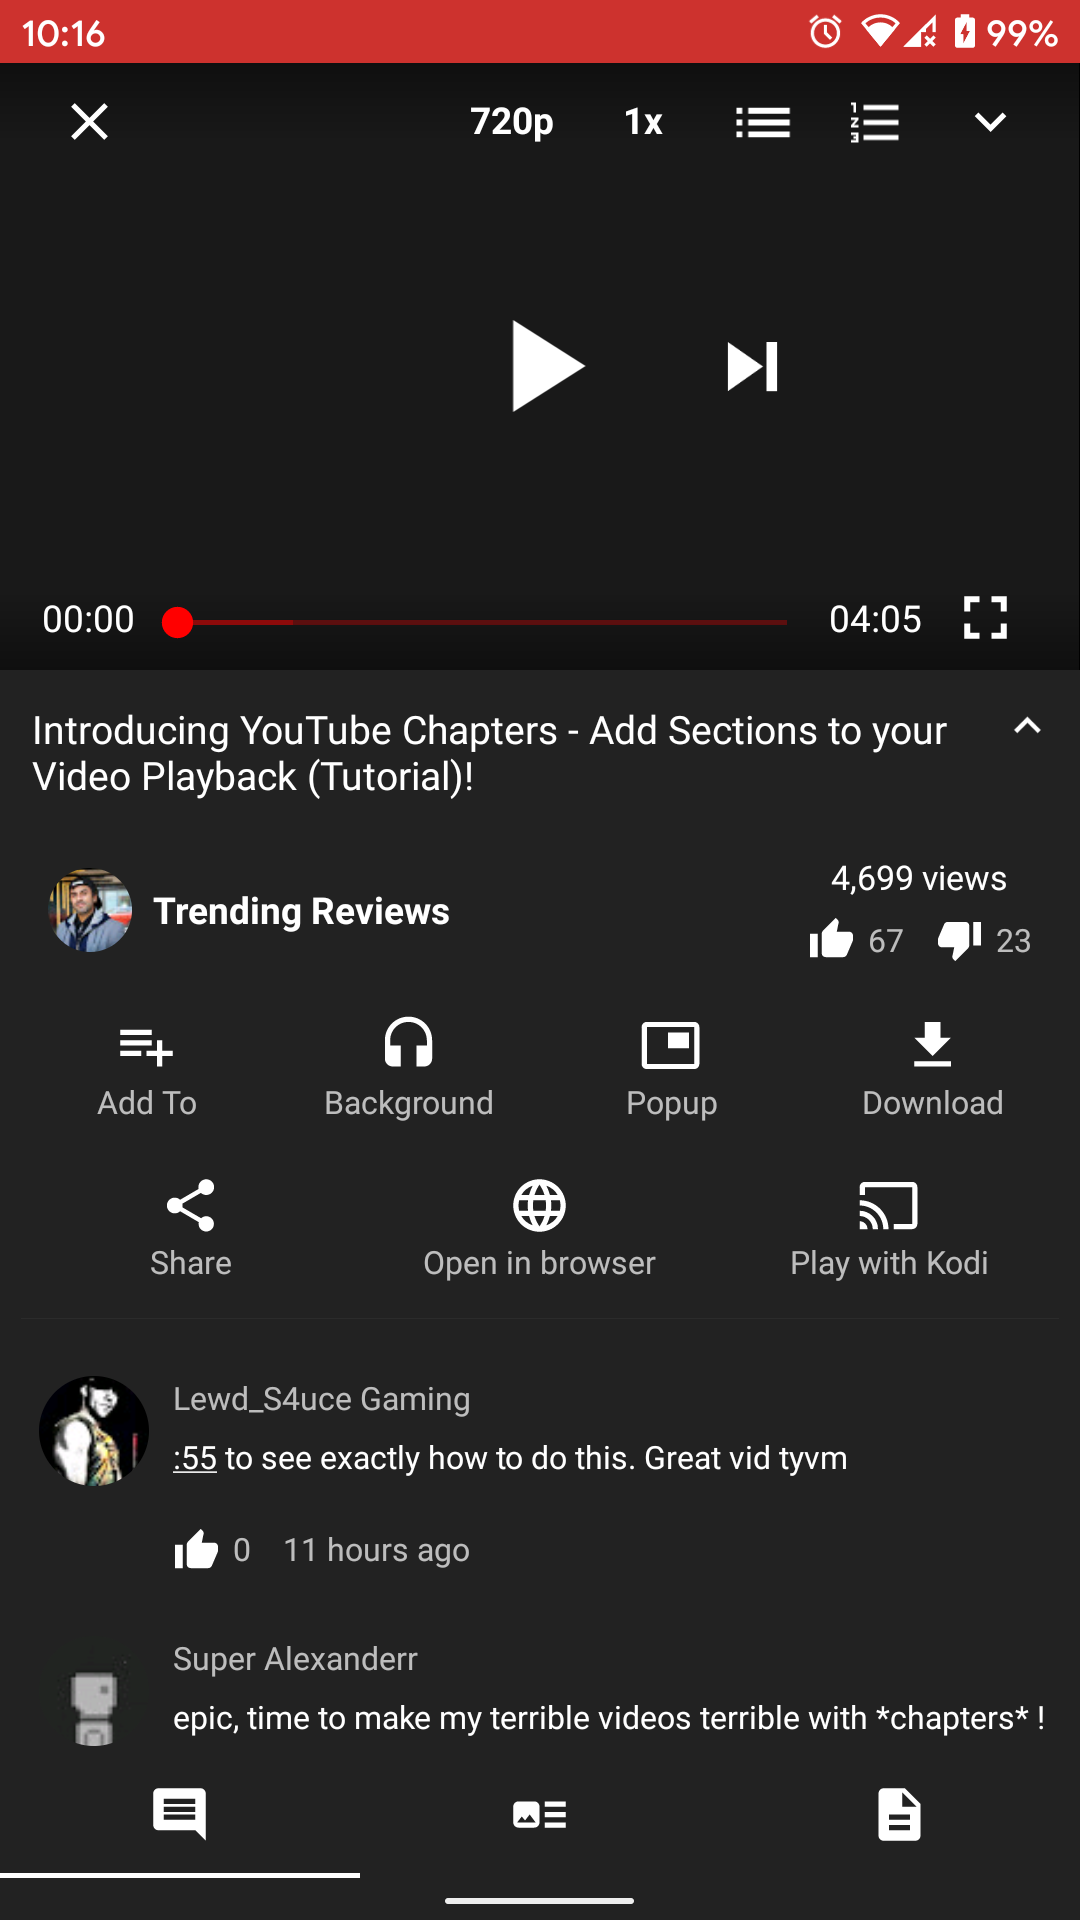 10:16
99%
720p
1x
00:00
04:05
Introducing YouTube Chapters - Add Sections to your
Video Playback (Tutorial)!
Trending Reviews
4,699 views
67
23
Add To
Background
Popup
Download
Share
Open in browser
Play with Kodi
Lewd_S4uce Gaming
:55 to see exactly how to do this. Great vid tyvm
0
11 hours ago
Super Alexanderr
epic, time to make my terrible videos terrible with *chapters* !